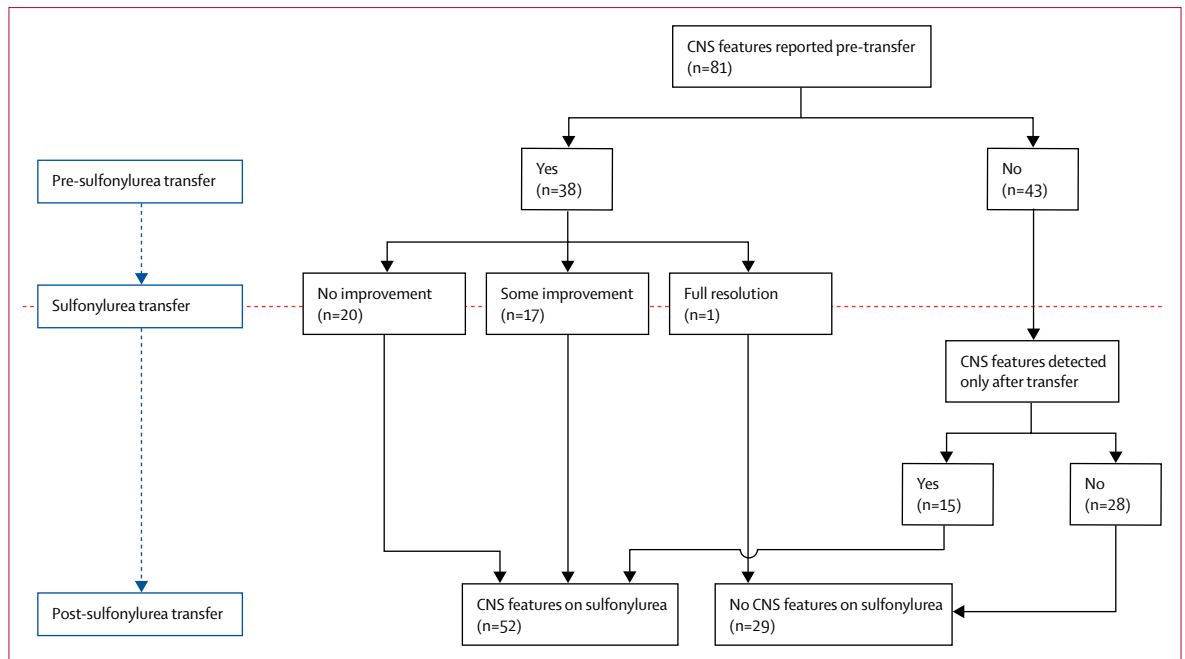 CNS features reported pre-transfer
(n=81)
Pre-sulfonylurea transfer
Yes
(n=38)
No
(n=43)
Sulfonylurea transfer
No improvement
(n=20)
Some improvement
(n=17)
Full resolution
(n=1)
CNS features detected
only after transfer
Yes
(n=15)
No
(n=28)
Post-sulfonylurea transfer
CNS features on sulfonylurea
(n=52)
No CNS features on sulfonylurea
(n=29)